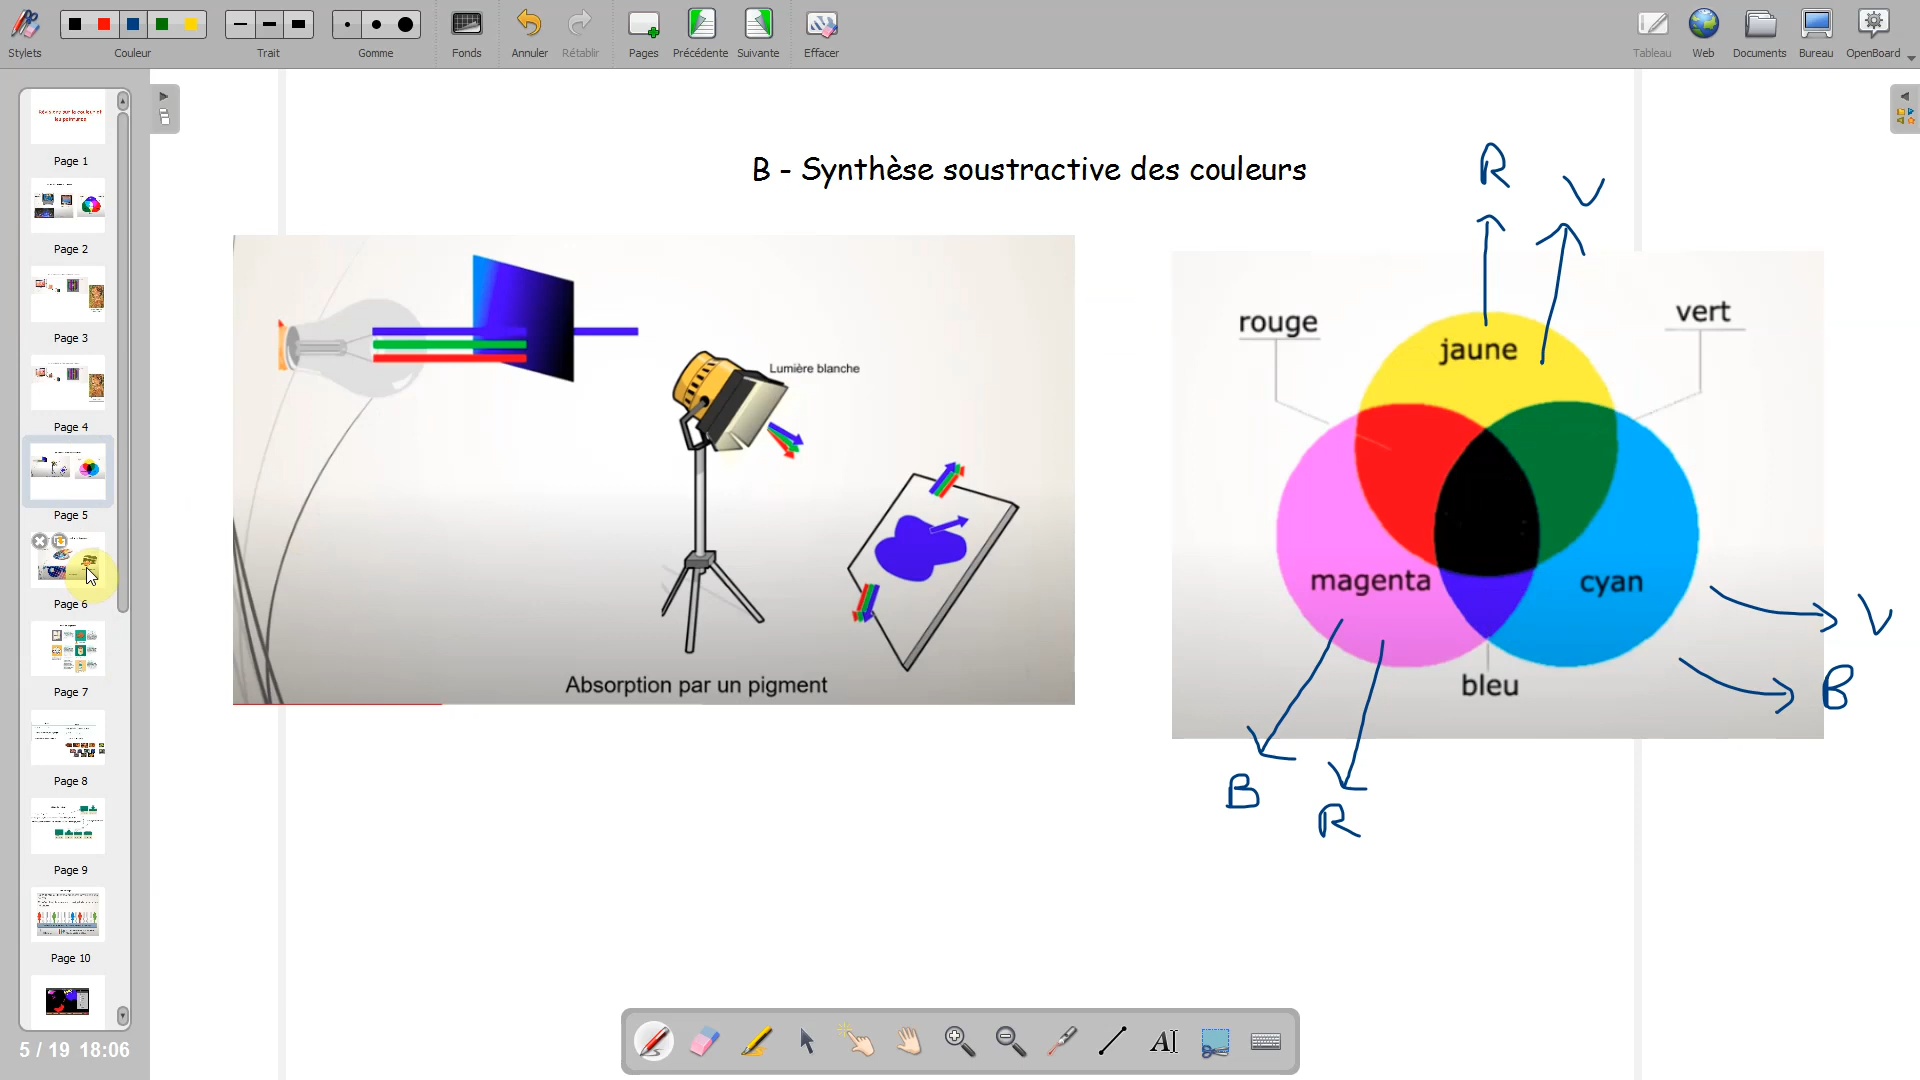 Stylets
Couleur
Trait
Gomme
Fonds
Annuler
Rétablir
Pages
Précédente
Suivante
Effacer
Tableau
Web
Documents
Bureau
OpenBoard
Page 1
Page 2
Page 3
Page 4
Page 5
Page 6
Page 7
Page 8
Page 9
Page 10
5 / 19 18:06
B - Synthèse soustractive des couleurs
Lumière blanche
Absorption par un pigment
R
V
rouge
vert
jaune
magenta
cyan
bleu
V
B
B
R
AI